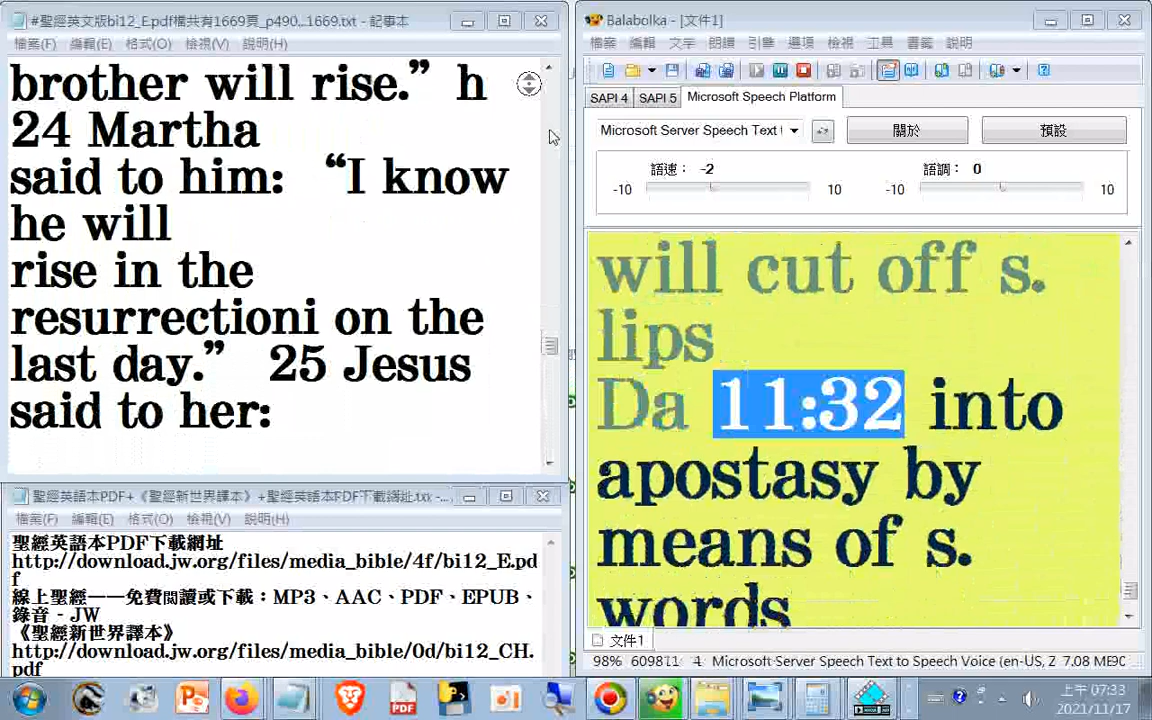 #聖經英文版bi12_E.pdf檔共有1669頁_p490,..1669.txt - 記事本
檔案(F) 編輯(E) 格式(O) 檢視(V) 說明(H)
brother will rise.” h
24 Martha
said to him: “I know
he will
rise in the
resurrectioni on the
last day.” 25 Jesus
said to her:
聖經英語本PDF+《聖經新世界譯本》+聖經英語本PDF下載網址.txt - ...
檔案(F) 編輯(E) 格式(O) 檢視(V) 說明(H)
聖經英語本PDF下載網址
http://download.jw.org/files/media_bible/4f/bi12_E.pd
f
線上聖經——免費閱讀或下載：MP3、AAC、PDF、EPUB、
錄音 - JW
《聖經新世界譯本》
http://download.jw.org/files/media_bible/0d/bi12_CH.
pdf
Balabolka - [文件1]
檔案 編輯 文字 朗讀 引擎 選項 檢視 工具 書籤 說明
SAPI 4 SAPI 5 Microsoft Speech Platform
Microsoft Server Speech Text 關於 預設
語速： -2 語調： 0
-10 10 -10 10
will cut off s.
lips
Da 11:32 into
apostasy by
means of s.
words
文件1
98% 609811 4 Microsoft Server Speech Text to Speech Voice (en-US, Z 7.08 ME90
PDF
上午 07:33
2021/11/17